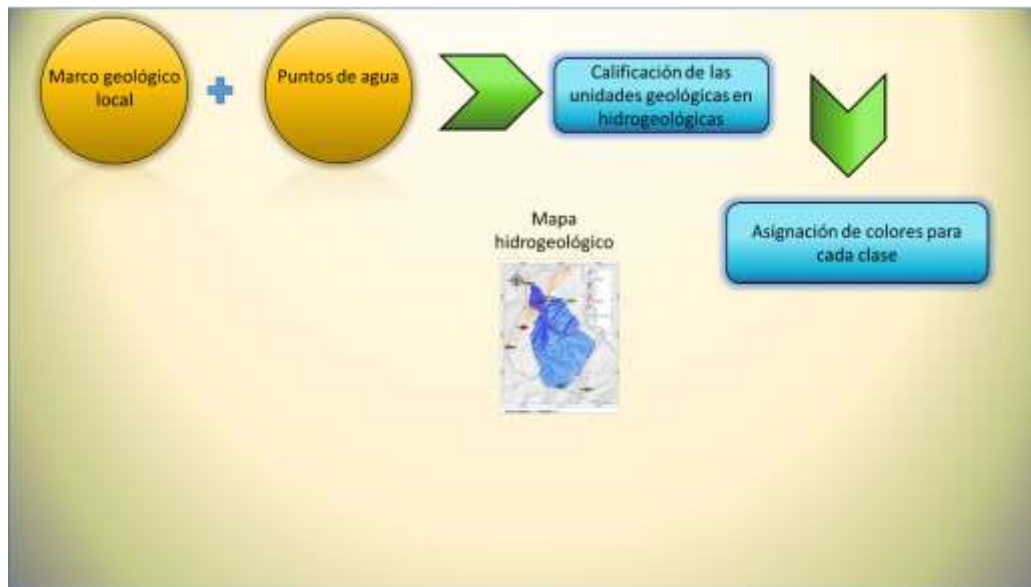 Marco geológico
local
Puntos de agua
Calificación de las
unidades geológicas en
hidrogeológicas
Asignación de colores para
cada clase
Mapa
hidrogeológico